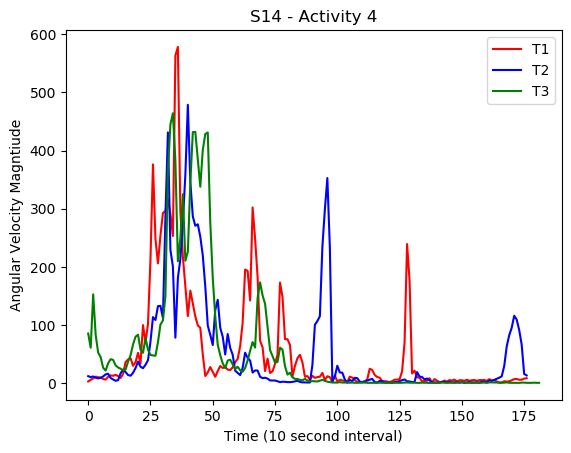 S14 - Activity 4
600
500
400
300
200
100
0
Angular Velocity Magntiude
T1
T2
T3
0 25 50 75 100 125 150 175
Time (10 second interval)